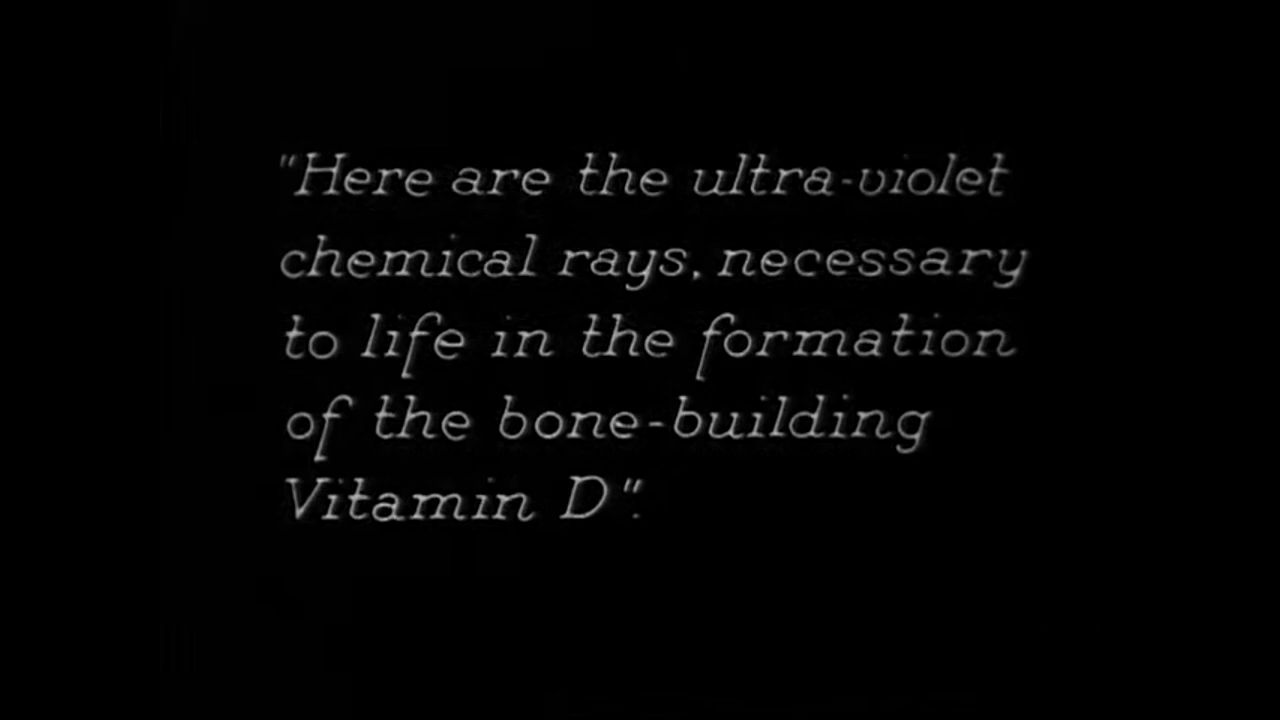 "Here are the ultra-violet
chemical rays, necessary
to life in the formation
of the bone-building
Vitamin D".